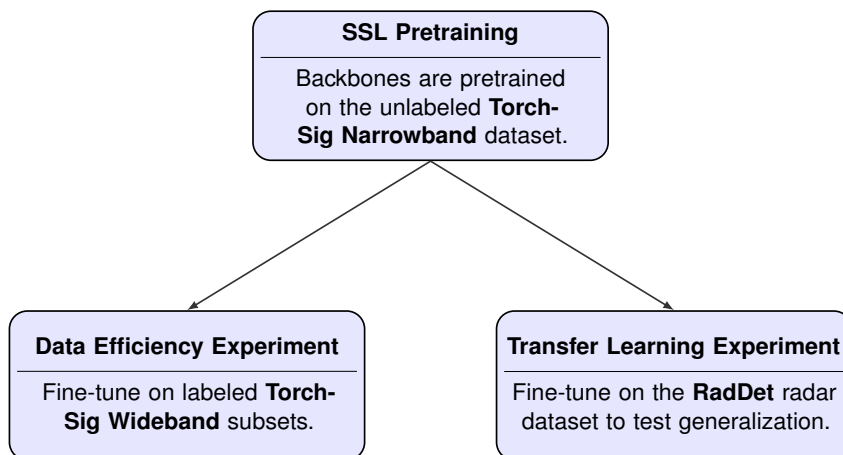 SSL Pretraining
Backbones are pretrained
on the unlabeled Torch-
Sig Narrowband dataset.
Data Efficiency Experiment
Fine-tune on labeled Torch-
Sig Wideband subsets.
Transfer Learning Experiment
Fine-tune on the RadDet radar
dataset to test generalization.